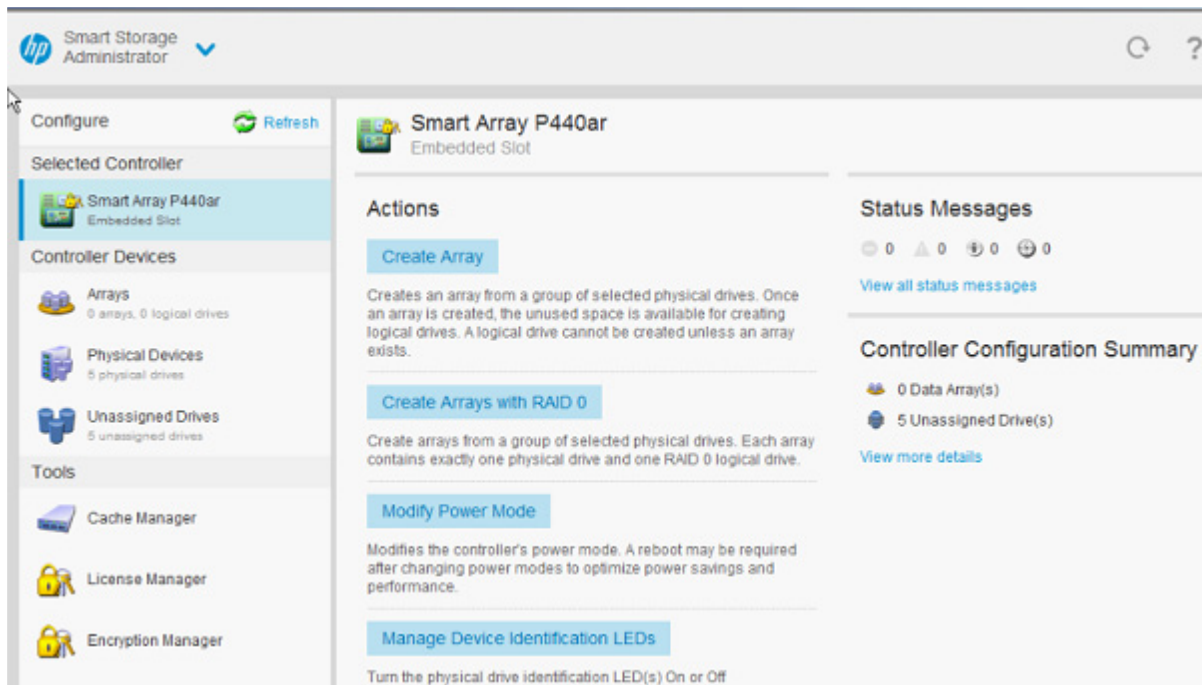 hp
Smart Storage
Administrator
?
Configure
Refresh
Selected Controller
Smart Array P440ar
Embedded Slot
Controller Devices
Arrays
0 arrays, 0 logical drives
Physical Devices
5 physical drives
Unassigned Drives
5 unassigned drives
Tools
Cache Manager
License Manager
Encryption Manager
Smart Array P440ar
Embedded Slot
Actions
Create Array
Creates an array from a group of selected physical drives. Once
an array is created, the unused space is available for creating
logical drives. A logical drive cannot be created unless an array
exists.
Create Arrays with RAID 0
Create arrays from a group of selected physical drives. Each array
contains exactly one physical drive and one RAID 0 logical drive.
Modify Power Mode
Modifies the controller's power mode. A reboot may be required
after changing power modes to optimize power savings and
performance.
Manage Device Identification LEDs
Turn the physical drive identification LED(s) On or Off
Status Messages
0 0 0 0
View all status messages
Controller Configuration Summary
0 Data Array(s)
5 Unassigned Drive(s)
View more details